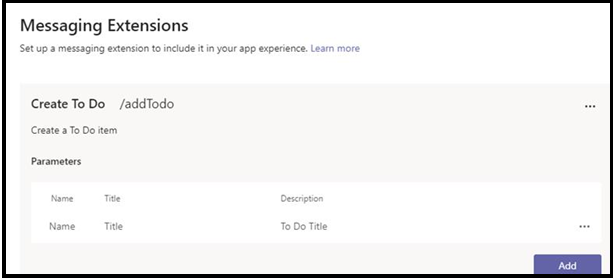 Messaging Extensions
Set up a messaging extension to include it in your app experience. Learn more
Create To Do /addTodo
...
Create a To Do item
Parameters
Name Title Description
Name Title To Do Title ...
Add